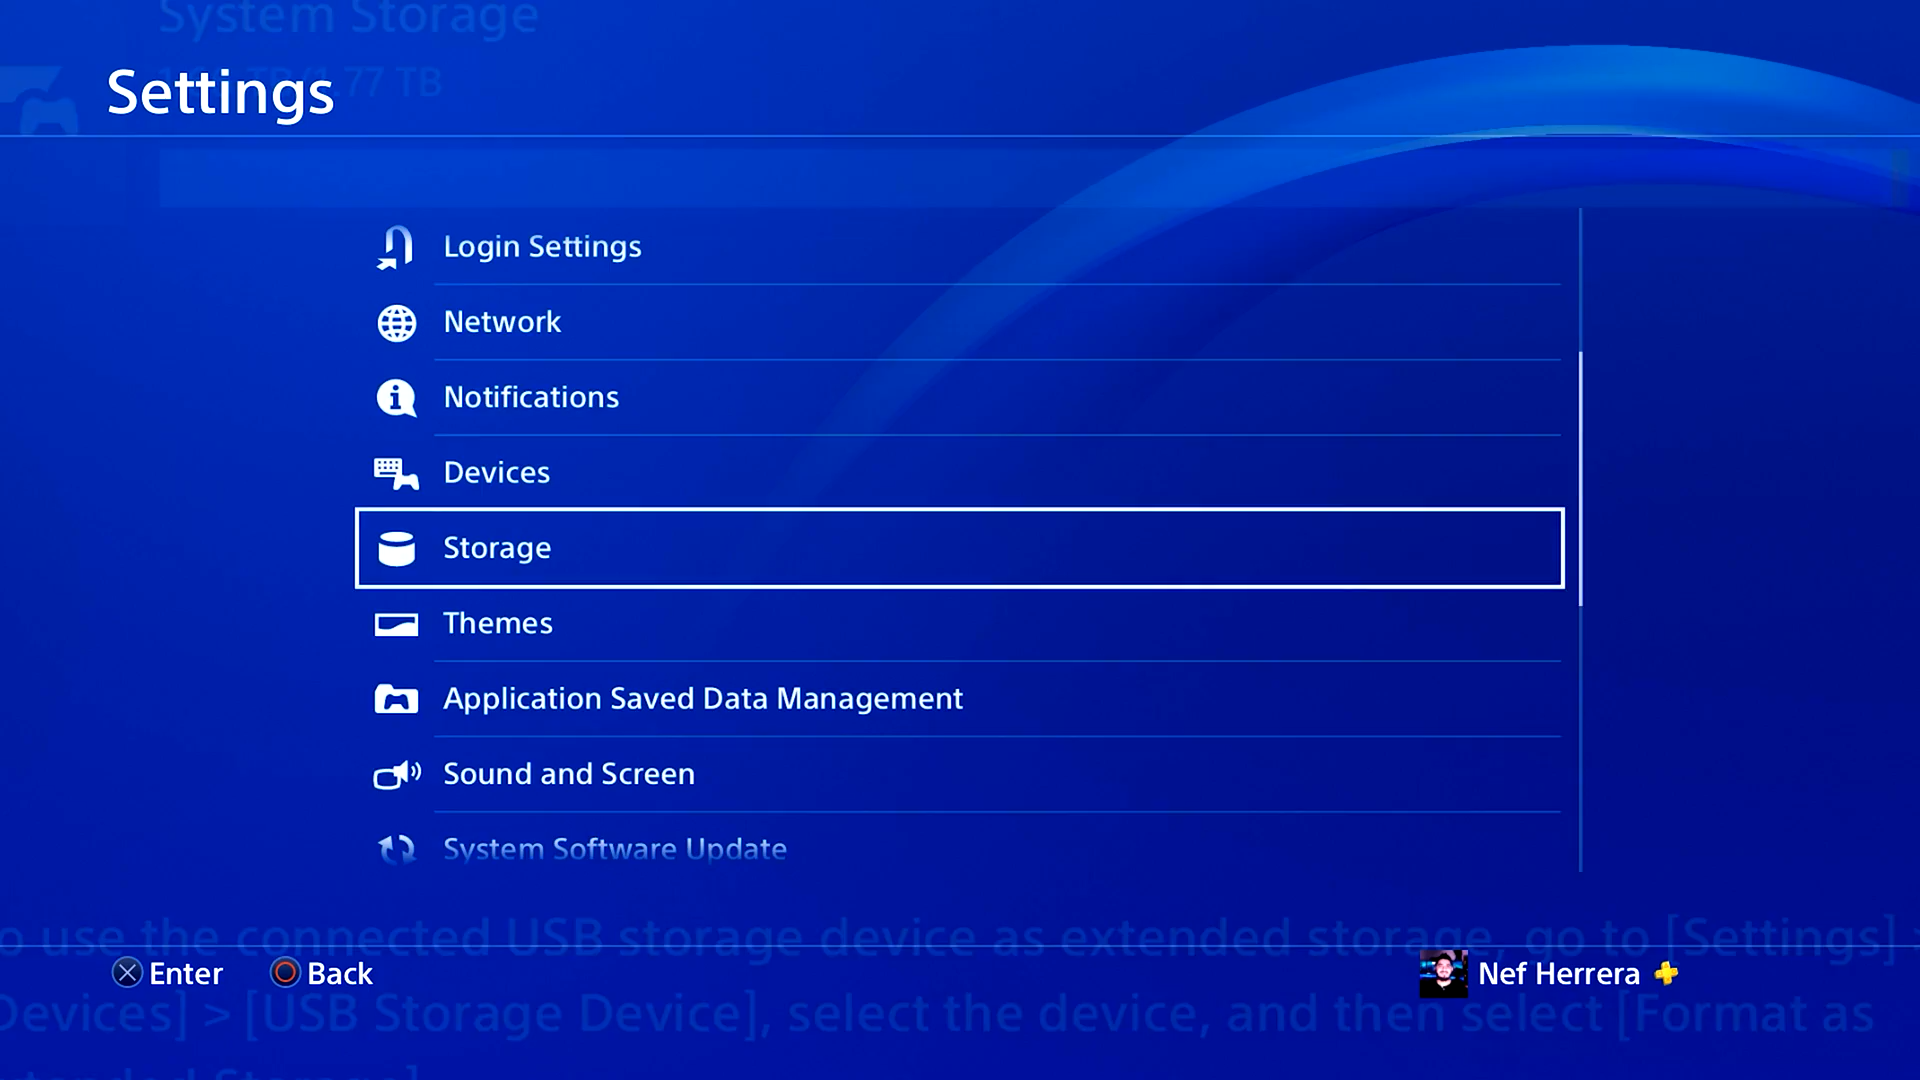 System Storage
77 TB
Settings
Login Settings
Network
Notifications
Devices
Storage
Themes
Application Saved Data Management
Sound and Screen
System Software Update
o use the connected USB storage device as extended storage, go to [Settings] >
Enter Back Nef Herrera
Devices] > [USB Storage Device], select the device, and then select [Format as